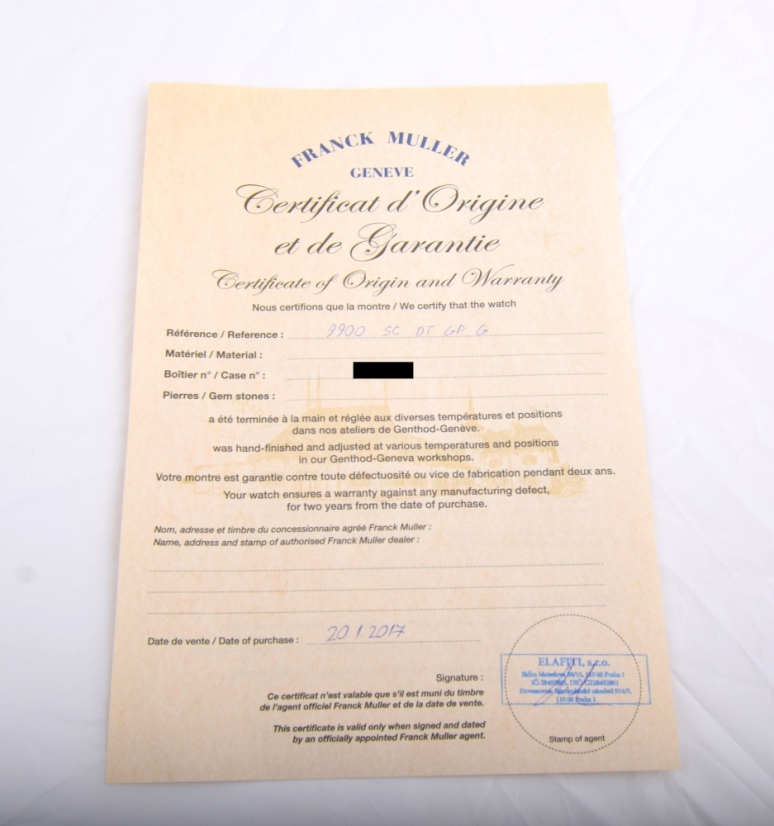 FRANCK MULLER
GENEVE
Certificat d'Origine
et de Garantie
Certificate of Origin and Warranty
Nous certifions que la montre / We certify that the watch
Référence / Reference : 9900 SC DT GP G
Matériel / Material :
Boîtier n° / Case n° :
Pierres / Gem stones :
a été terminée à la main et réglée aux diverses températures et positions
dans nos ateliers de Genthod-Genève.
was hand-finished and adjusted at various temperatures and positions
in our Genthod-Geneva workshops.
Votre montre est garantie contre toute défectuosité ou vice de fabrication pendant deux ans.
Your watch ensures a warranty against any manufacturing defect,
for two years from the date of purchase.
Nom, adresse et timbre du concessionnaire agréé Franck Muller :
Name, address and stamp of authorised Franck Muller dealer :
Date de vente / Date of purchase : 20.1.2017
Signature :
Ce certificat n'est valable que s'il est muni du timbre
de l'agent officiel Franck Muller et de la date de vente.
This certificate is valid only when signed and dated
by an officially appointed Franck Muller agent.
ELAFITI, s.r.o.
Praha 1
110 00 Praha 1
Stamp of agent